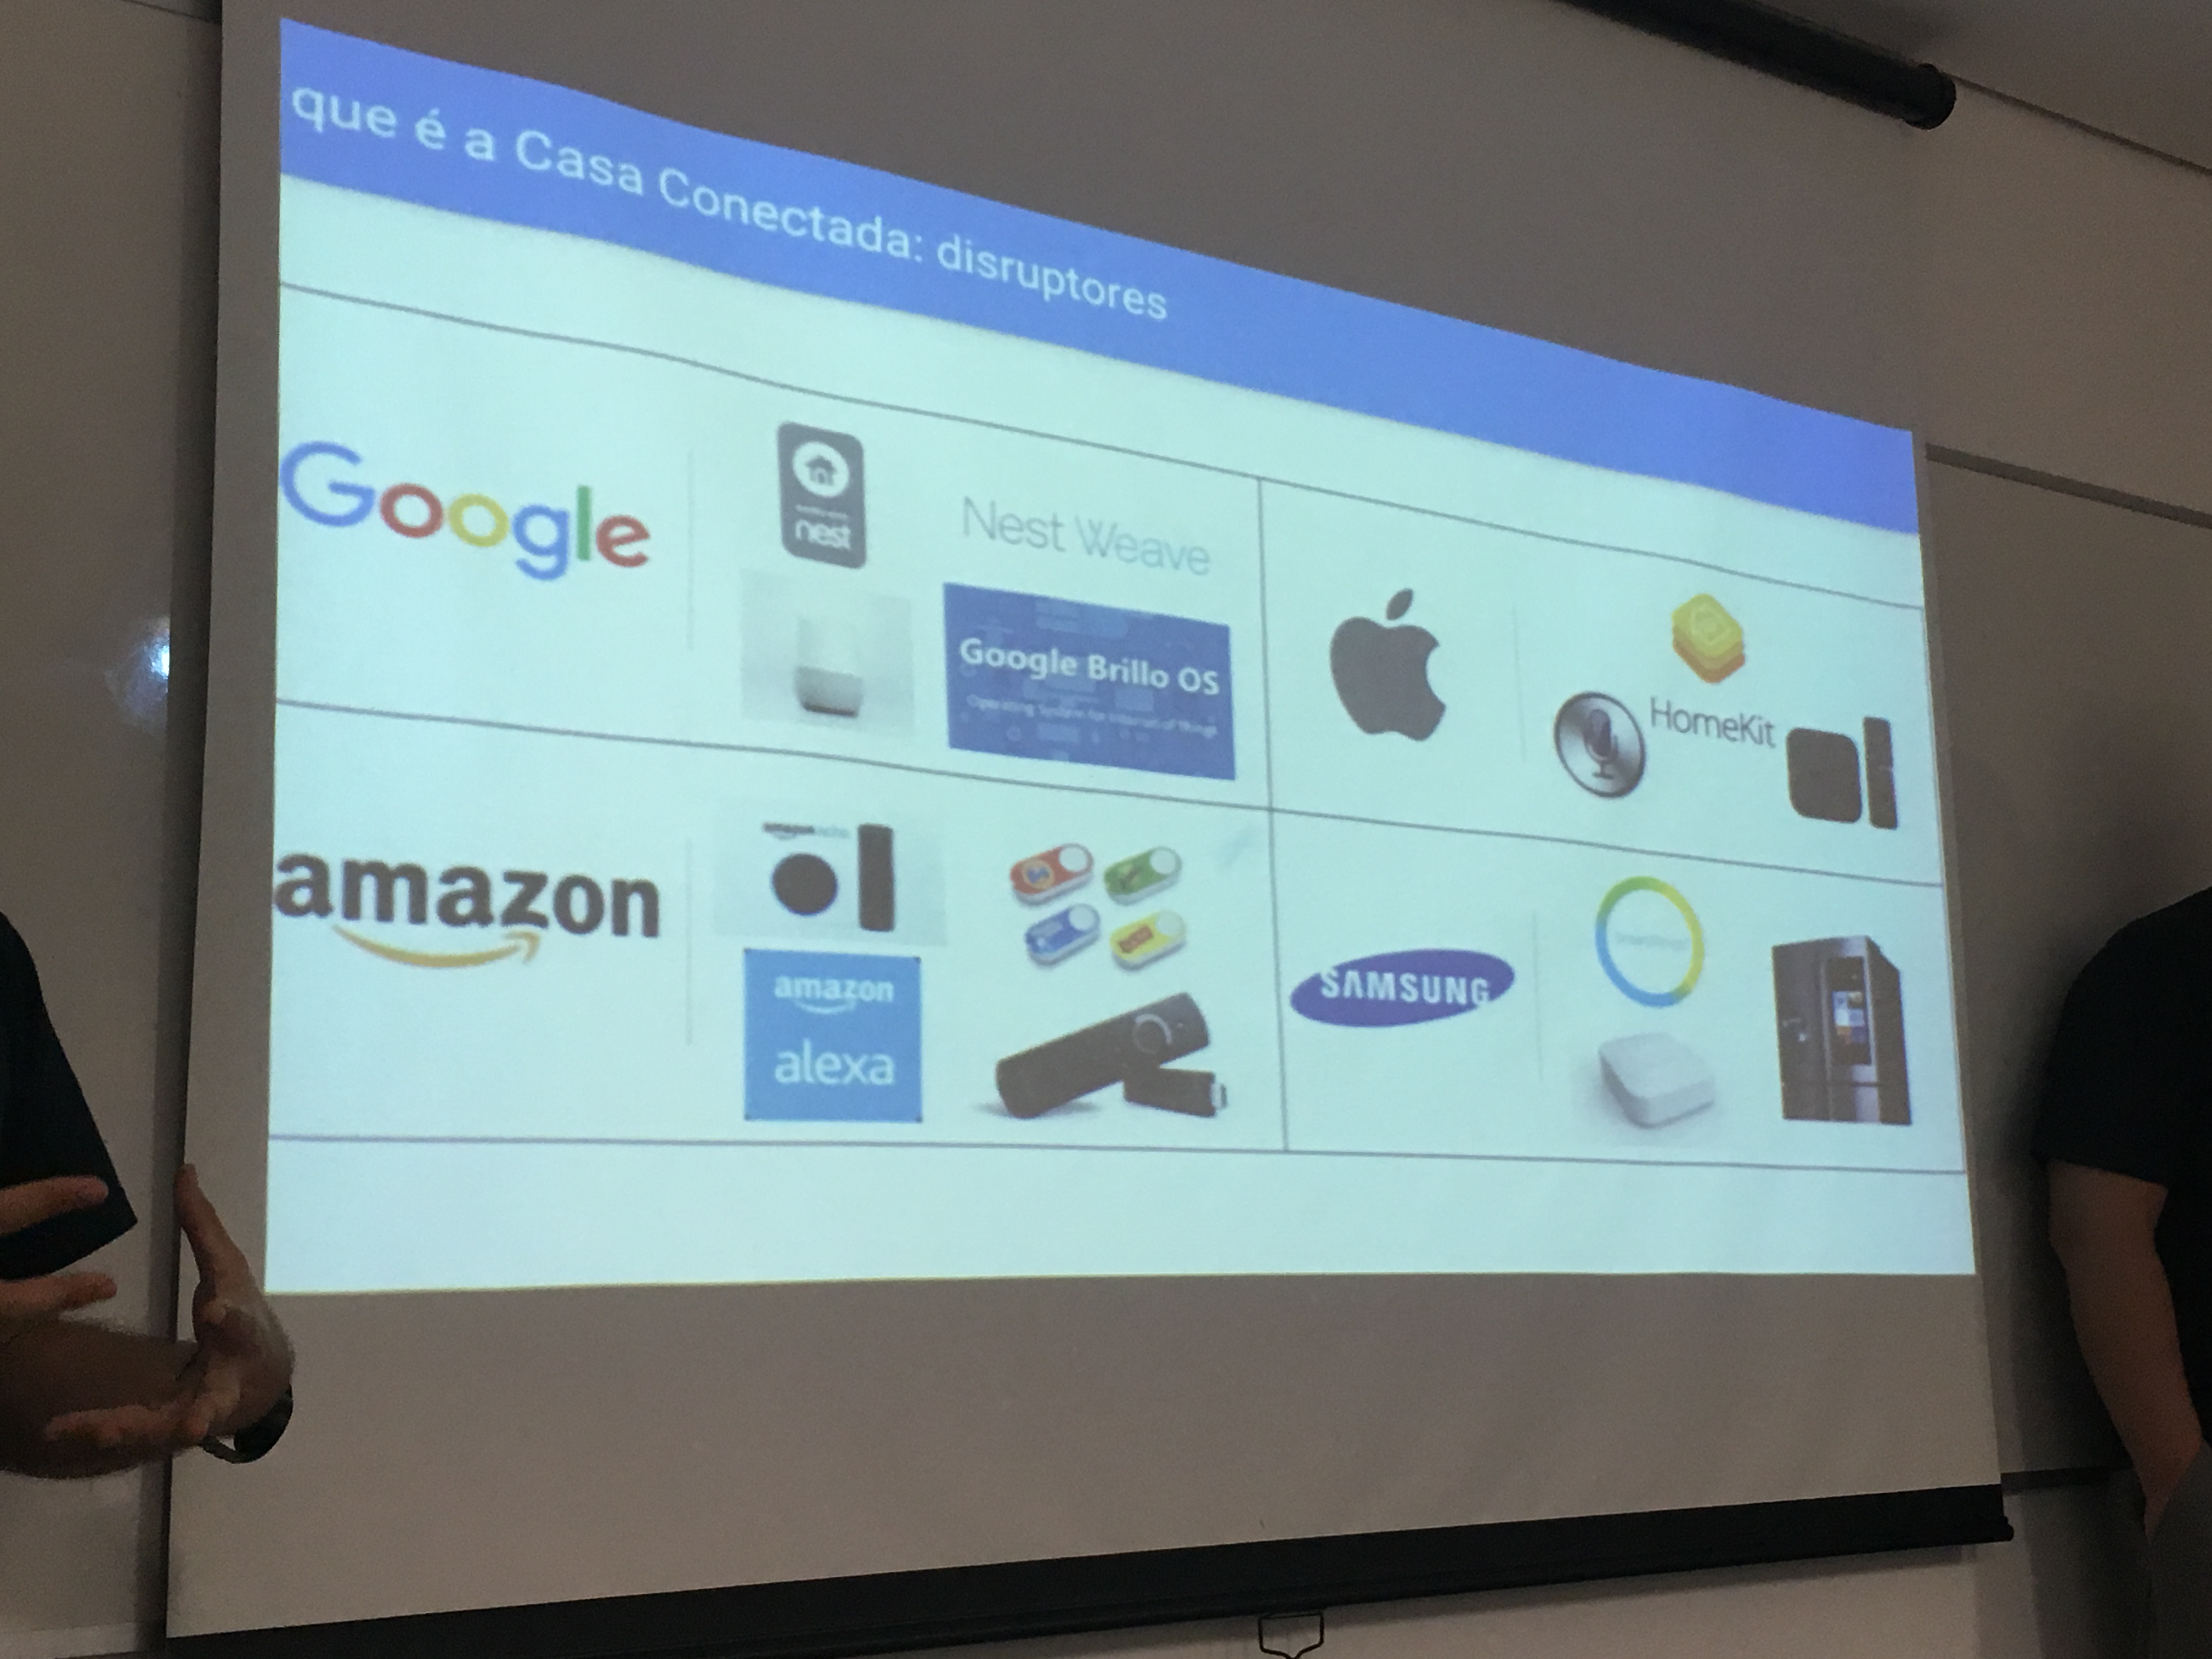 que é a Casa Conectada: disruptores
Google
nest
Nest Weave
Google Brillo OS
Operating System for Internet of Things
HomeKit
amazon
amazon echo
amazon
alexa
SAMSUNG
SmartThings